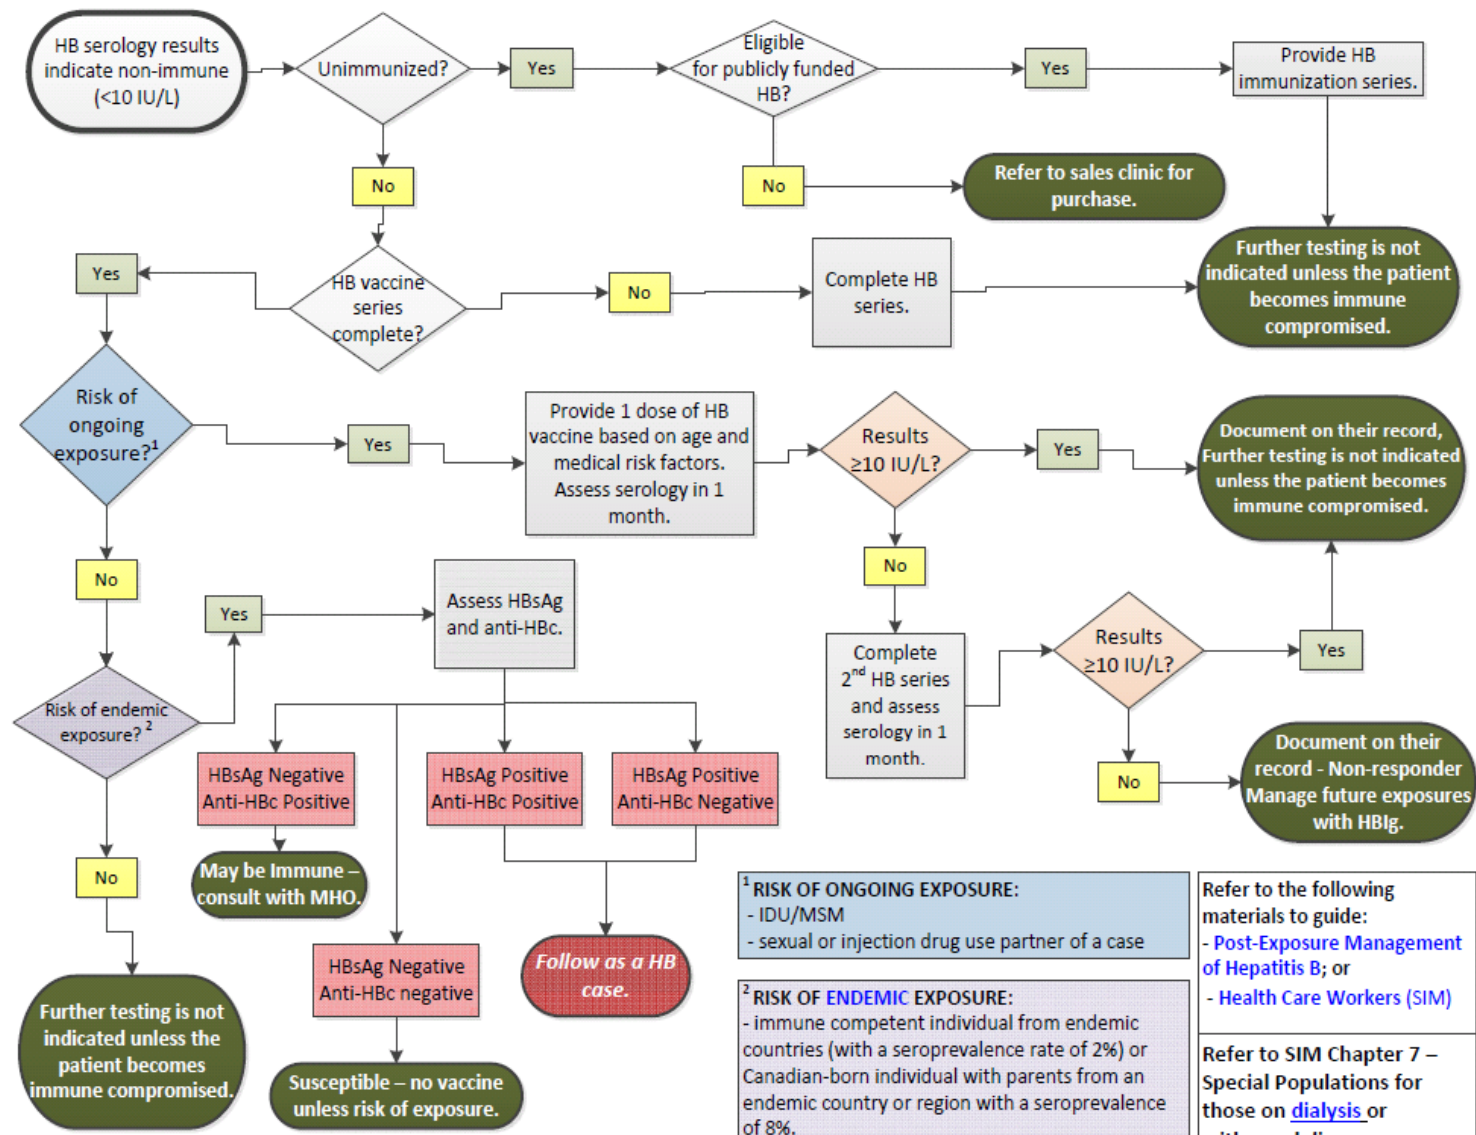 HB serology results
indicate non-immune
(<10 IU/L)
Unimmunized?
Yes
Eligible
for publicly funded
HB?
Yes
Provide HB
immunization series.
No
No
Refer to sales clinic for
purchase.
Yes
HB vaccine
series
complete?
No
Complete HB
series.
Further testing is not
indicated unless the patient
becomes immune
compromised.
Risk of
ongoing
exposure?1
Yes
Provide 1 dose of HB
vaccine based on age and
medical risk factors.
Assess serology in 1
month.
Results
≥10 IU/L?
Yes
Document on their record,
Further testing is not indicated
unless the patient becomes
immune compromised.
No
No
Yes
Assess HBsAg
and anti-HBc.
Complete
2nd HB series
and assess
serology in 1
month.
Results
≥10 IU/L?
Yes
Risk of endemic
exposure? 2
HBsAg Negative
Anti-HBc Positive
HBsAg Positive
Anti-HBc Positive
HBsAg Positive
Anti-HBc Negative
No
Document on their
record - Non-responder
Manage future exposures
with HBIg.
No
May be Immune –
consult with MHO.
HBsAg Negative
Anti-HBc negative
Follow as a HB
case.
Further testing is not
indicated unless the
patient becomes
immune compromised.
Susceptible – no vaccine
unless risk of exposure.
1 RISK OF ONGOING EXPOSURE:
- IDU/MSM
- sexual or injection drug use partner of a case
2 RISK OF ENDEMIC EXPOSURE:
- immune competent individual from endemic
countries (with a seroprevalence rate of 2%) or
Canadian-born individual with parents from an
endemic country or region with a seroprevalence
of 8%.
Refer to the following
materials to guide:
- Post-Exposure Management
of Hepatitis B; or
- Health Care Workers (SIM)
Refer to SIM Chapter 7 –
Special Populations for
those on dialysis or